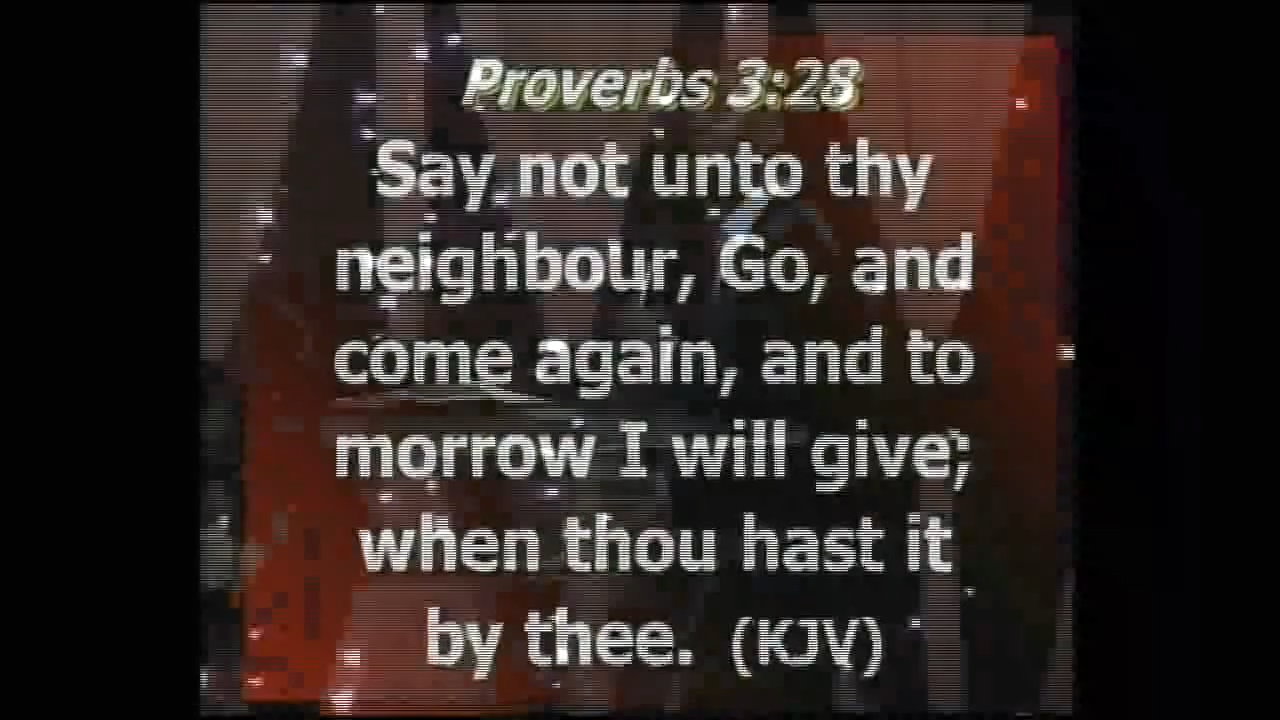 Proverbs 3:28
Say not unto thy
neighbour, Go, and
come again, and to
morrow I will give;
when thou hast it
by thee. (KJV)